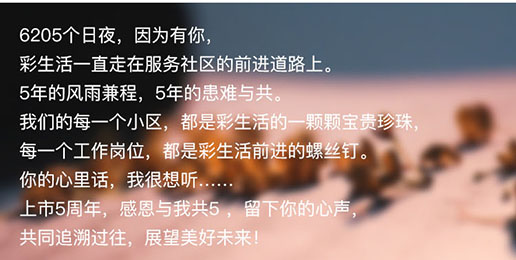 6205个日夜，因为有你，
彩生活一直走在服务社区的前进道路上。
5年的风雨兼程，5年的患难与共。
我们的每一个小区，都是彩生活的一颗颗宝贵珍珠，
每一个工作岗位，都是彩生活前进的螺丝钉。
你的心里话，我很想听......
上市5周年，感恩与我共5 ，留下你的心声，
共同追溯过往，展望美好未来！